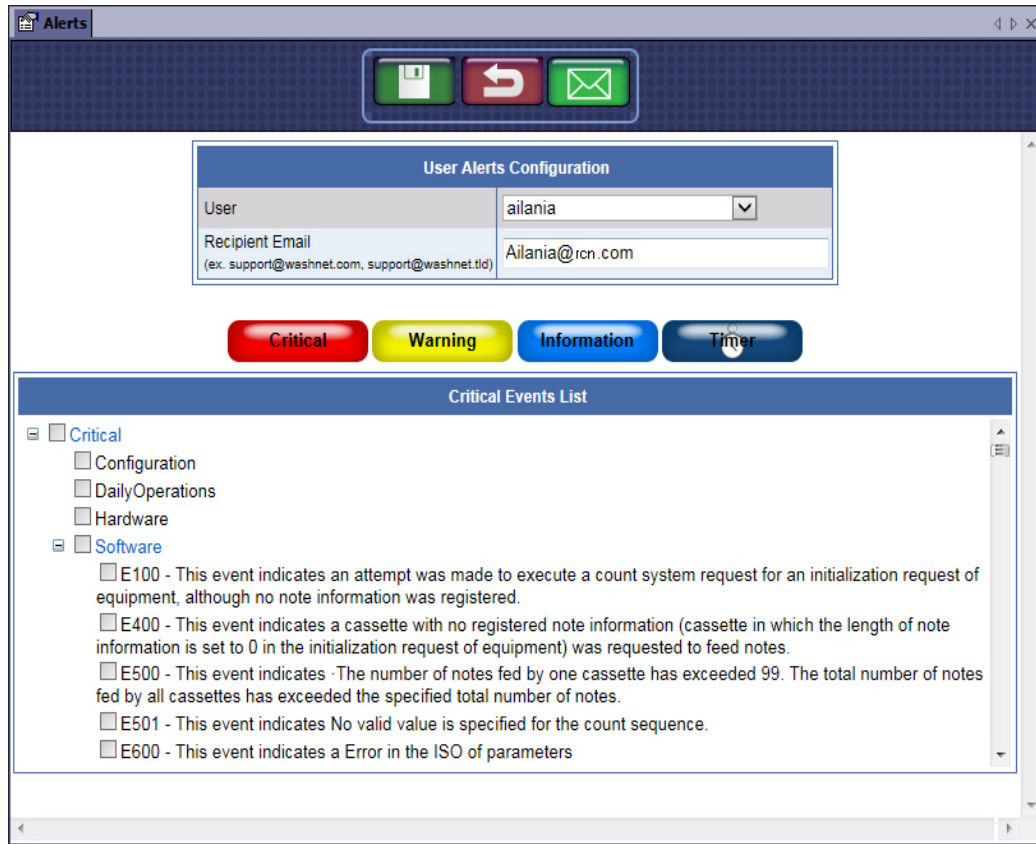 Alerts
User Alerts Configuration
User
ailania
Recipient Email
(ex. support@washnet.com, support@washnet.tld)
Ailania@rcn.com
Critical
Warning
Information
Timer
Critical Events List
Critical
Configuration
DailyOperations
Hardware
Software
E100 - This event indicates an attempt was made to execute a count system request for an initialization request of
equipment, although no note information was registered.
E400 - This event indicates a cassette with no registered note information (cassette in which the length of note
information is set to 0 in the initialization request of equipment) was requested to feed notes.
E500 - This event indicates ·The number of notes fed by one cassette has exceeded 99. The total number of notes
fed by all cassettes has exceeded the specified total number of notes.
E501 - This event indicates No valid value is specified for the count sequence.
E600 - This event indicates a Error in the ISO of parameters